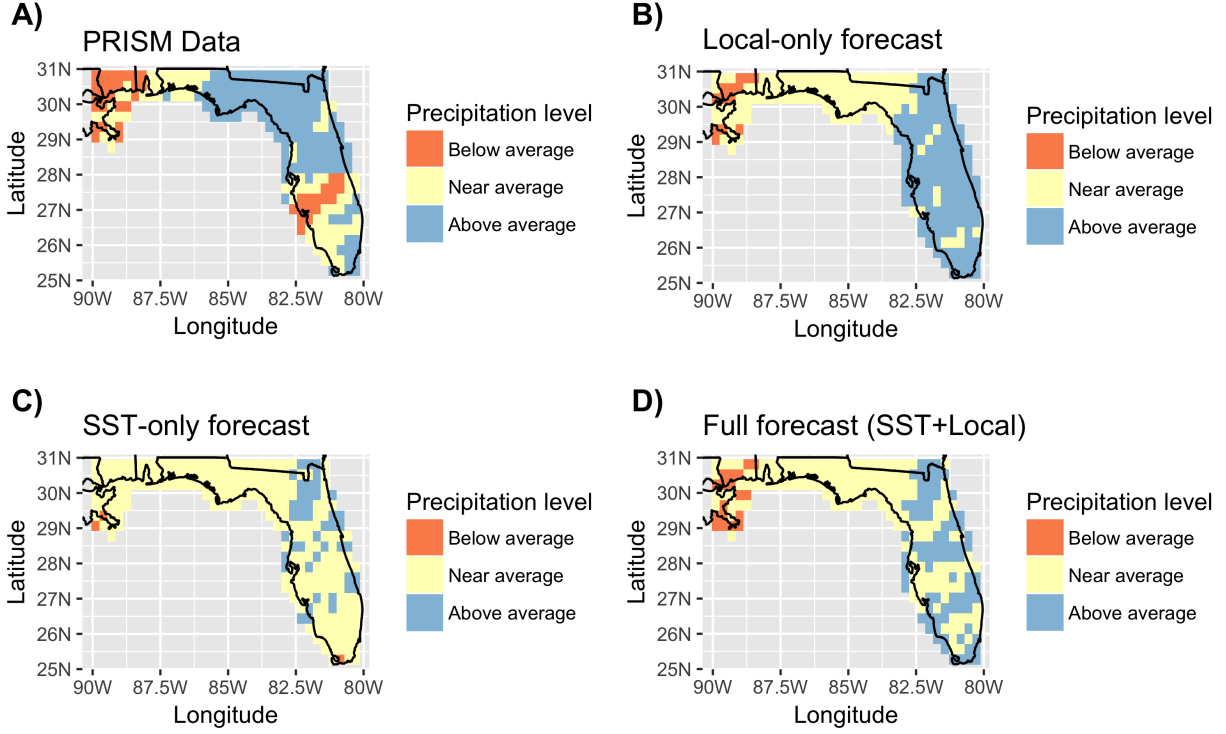 A)
PRISM Data
31N
30N
29N
28N
27N
26N
25N
Latitude
90W 87.5W 85W 82.5W 80W
Longitude
Precipitation level
Below average
Near average
Above average
B)
Local-only forecast
31N
30N
29N
28N
27N
26N
25N
Latitude
90W 87.5W 85W 82.5W 80W
Longitude
Precipitation level
Below average
Near average
Above average
C)
SST-only forecast
31N
30N
29N
28N
27N
26N
25N
Latitude
90W 87.5W 85W 82.5W 80W
Longitude
Precipitation level
Below average
Near average
Above average
D)
Full forecast (SST+Local)
31N
30N
29N
28N
27N
26N
25N
Latitude
90W 87.5W 85W 82.5W 80W
Longitude
Precipitation level
Below average
Near average
Above average